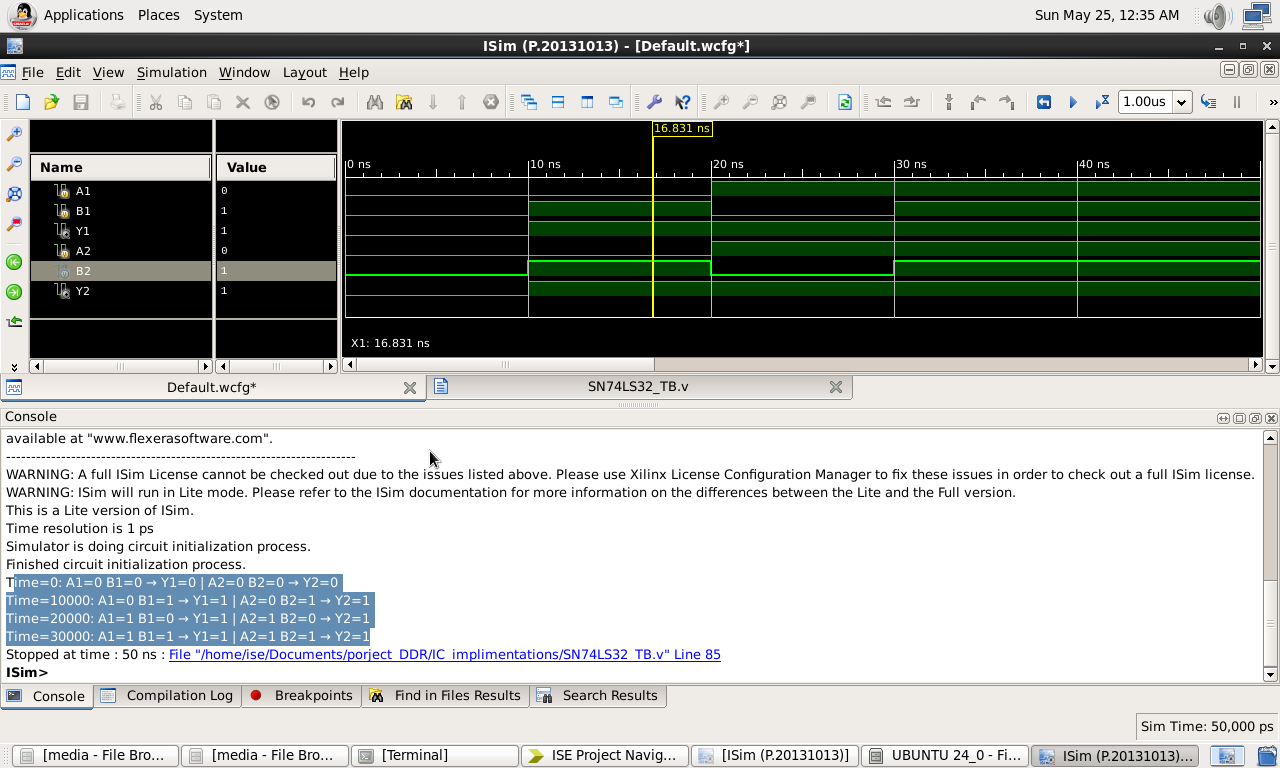 Applications Places System Sun May 25, 12:35 AM
ISim (P.20131013) - [Default.wcfg*]
File Edit View Simulation Window Layout Help
1.00us »
16.831 ns
Name Value 0 ns 10 ns 20 ns 30 ns 40 ns
A1 0
B1 1
Y1 1
A2 0
B2 1
Y2 1
X1: 16.831 ns
Default.wcfg* SN74LS32_TB.v
Console
available at "www.flexerasoftware.com".
----------------------------------------------------------------------
WARNING: A full ISim License cannot be checked out due to the issues listed above. Please use Xilinx License Configuration Manager to fix these issues in order to check out a full ISim license.
WARNING: ISim will run in Lite mode. Please refer to the ISim documentation for more information on the differences between the Lite and the Full version.
This is a Lite version of ISim.
Time resolution is 1 ps
Simulator is doing circuit initialization process.
Finished circuit initialization process.
Time=0: A1=0 B1=0 → Y1=0 | A2=0 B2=0 → Y2=0
Time=10000: A1=0 B1=1 → Y1=1 | A2=0 B2=1 → Y2=1
Time=20000: A1=1 B1=0 → Y1=1 | A2=1 B2=0 → Y2=1
Time=30000: A1=1 B1=1 → Y1=1 | A2=1 B2=1 → Y2=1
Stopped at time : 50 ns : File "/home/ise/Documents/porject_DDR/IC_implimentations/SN74LS32_TB.v" Line 85
ISim>
Console Compilation Log Breakpoints Find in Files Results Search Results
Sim Time: 50,000 ps
[media - File Bro... [media - File Bro... [Terminal] ISE Project Navig... [ISim (P.20131013)] UBUNTU 24_0 - Fi... ISim (P.20131013)...